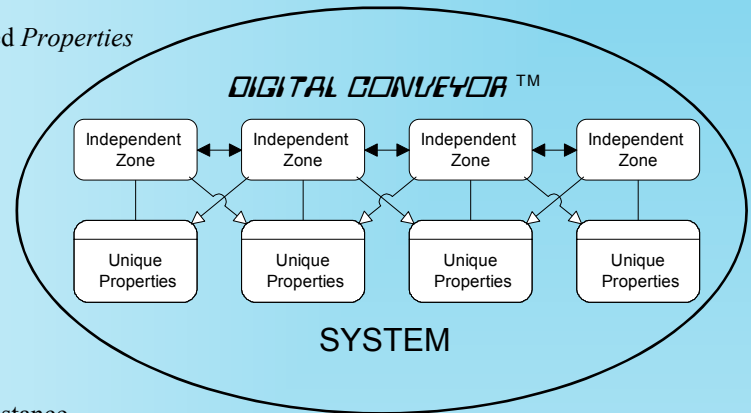 d Properties
DIGITAL CONVEYOR ™
Independent Zone
Independent Zone
Independent Zone
Independent Zone
Unique Properties
Unique Properties
Unique Properties
Unique Properties
SYSTEM